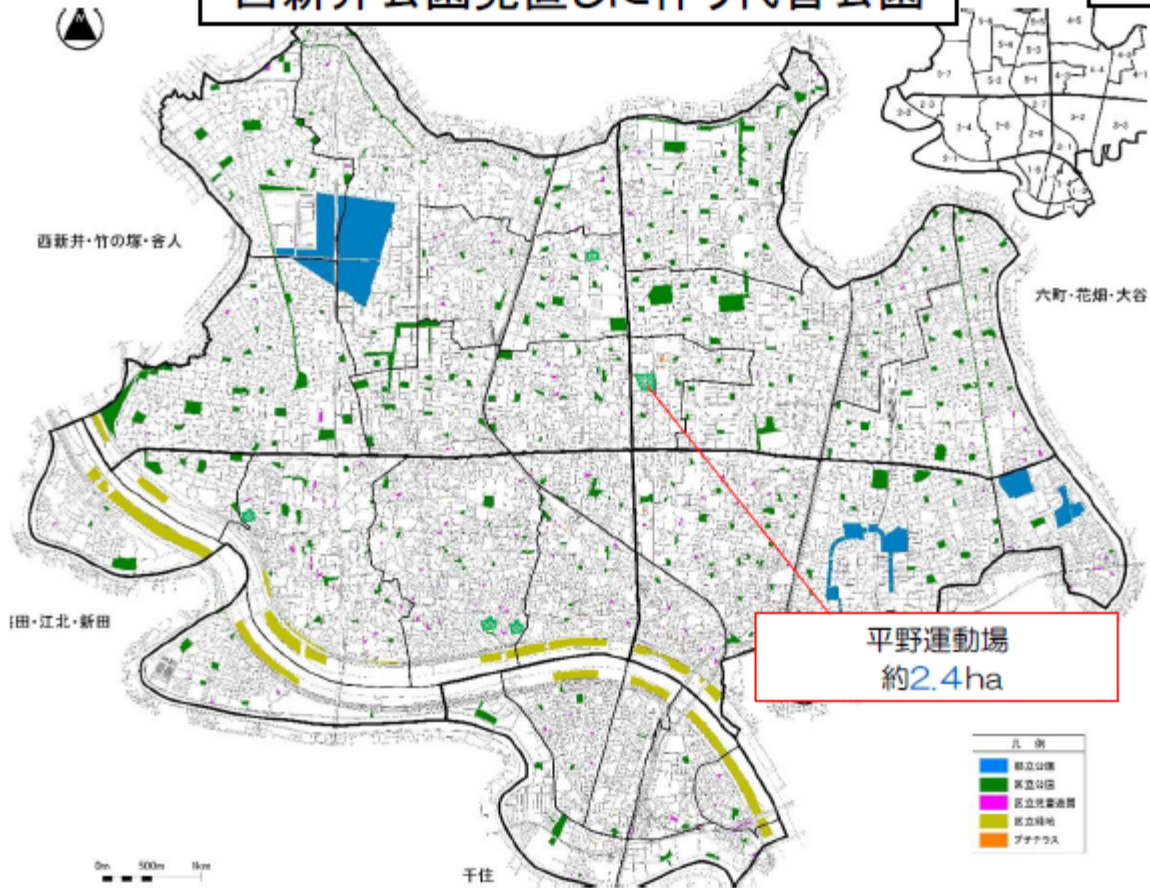 西新井公園見直しに伴う代替公園
西新井・竹の塚・舎人
六町・花畑・大谷
田・江北・新田
平野運動場
約2.4ha
凡 例
都立公園
区立公園
区立児童遊園
区立緑地
プチテラス
0m 500m 1km
千住